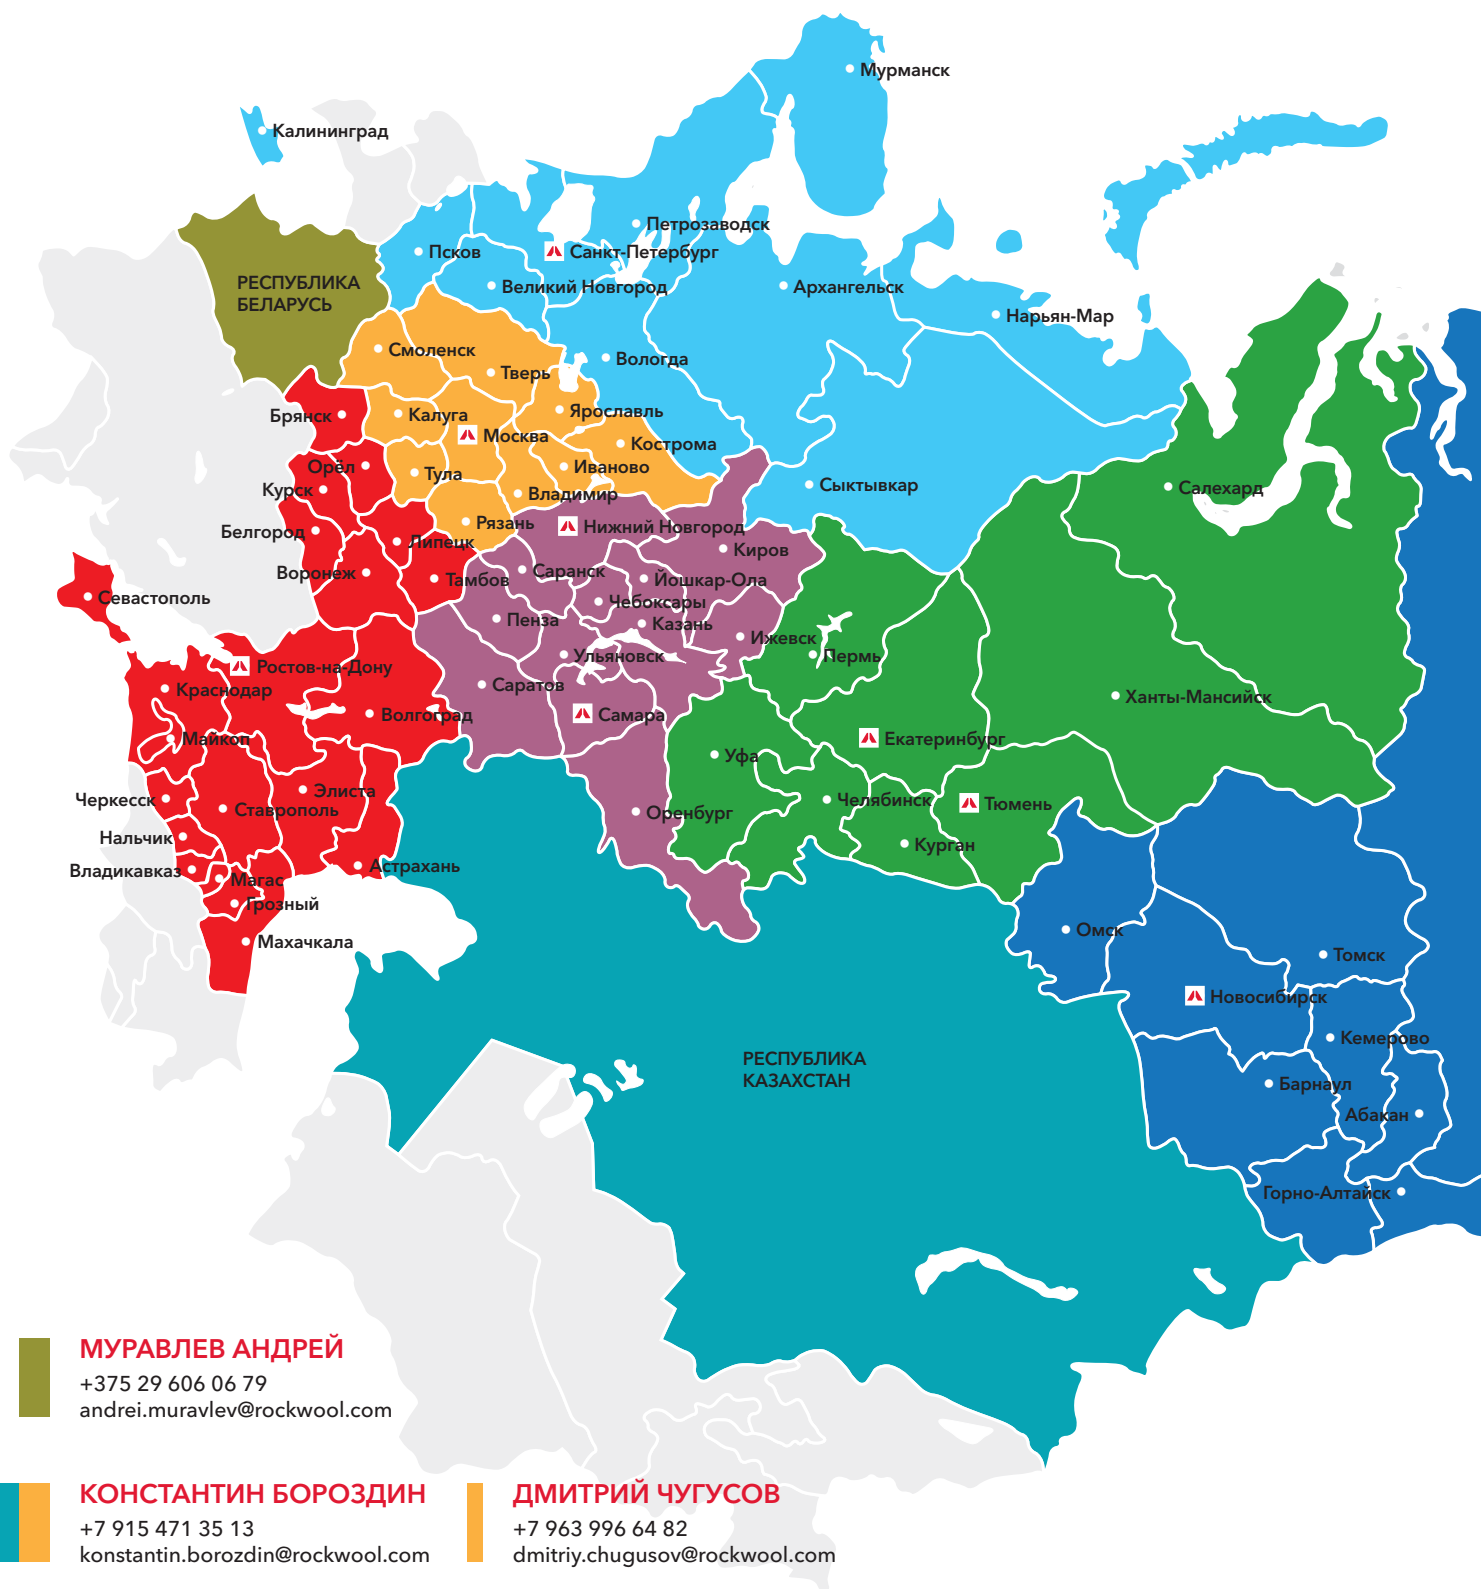 Мурманск
Калининград
Петрозаводск
Псков
Санкт-Петербург
РЕСПУБЛИКА
БЕЛАРУСЬ
Великий Новгород
Архангельск
Нарьян-Мар
Смоленск
Вологда
Тверь
Брянск
Калуга
Ярославль
Москва
Кострома
Орёл
Тула
Иваново
Сыктывкар
Салехард
Курск
Владимир
Рязань
Нижний Новгород
Белгород
Липецк
Киров
Воронеж
Тамбов
Саранск
Йошкар-Ола
Севастополь
Чебоксары
Пенза
Казань
Ижевск
Ульяновск
Пермь
Ростов-на-Дону
Краснодар
Саратов
Ханты-Мансийск
Волгоград
Самара
Майкоп
Екатеринбург
Уфа
Элиста
Черкесск
Ставрополь
Оренбург
Челябинск
Тюмень
Нальчик
Курган
Владикавказ
Магас
Астрахань
Грозный
Махачкала
Омск
Томск
Новосибирск
Кемерово
РЕСПУБЛИКА
КАЗАХСТАН
Барнаул
Абакан
Горно-Алтайск
МУРАВЛЕВ АНДРЕЙ
+375 29 606 06 79
andrei.muravlev@rockwool.com
КОНСТАНТИН БОРОЗДИН
+7 915 471 35 13
konstantin.borozdin@rockwool.com
ДМИТРИЙ ЧУГУСОВ
+7 963 996 64 82
dmitriy.chugusov@rockwool.com